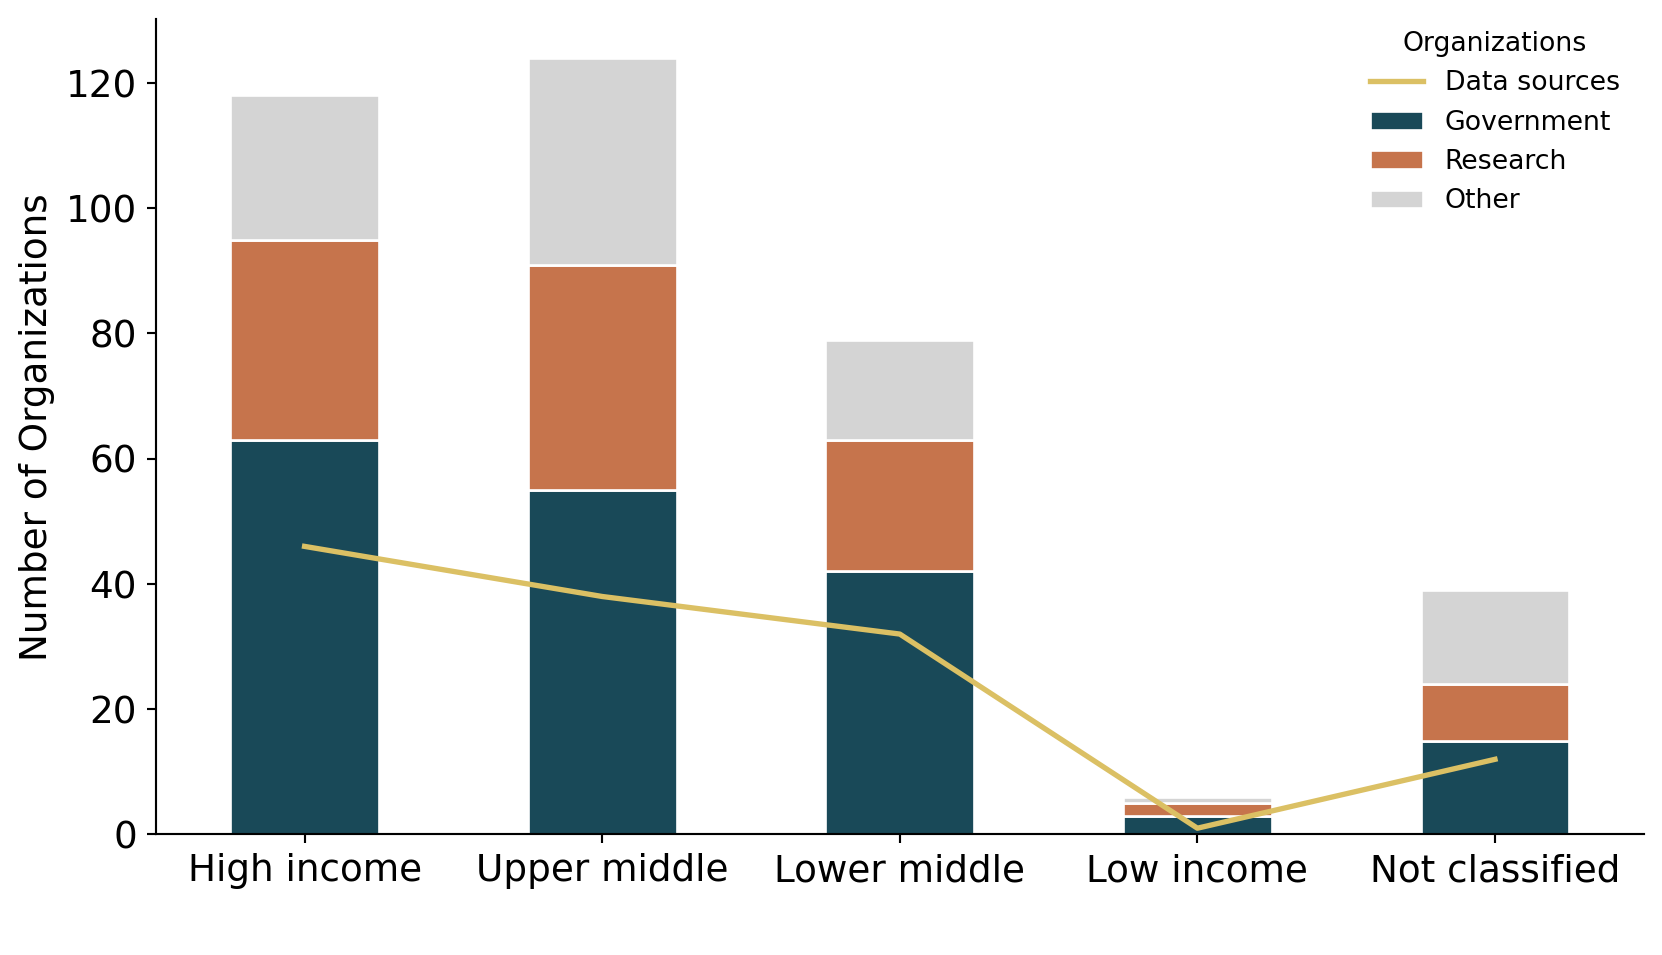 Organizations
Data sources
Government
Research
Other
Number of Organizations
120
100
80
60
40
20
0
High income
Upper middle
Lower middle
Low income
Not classified